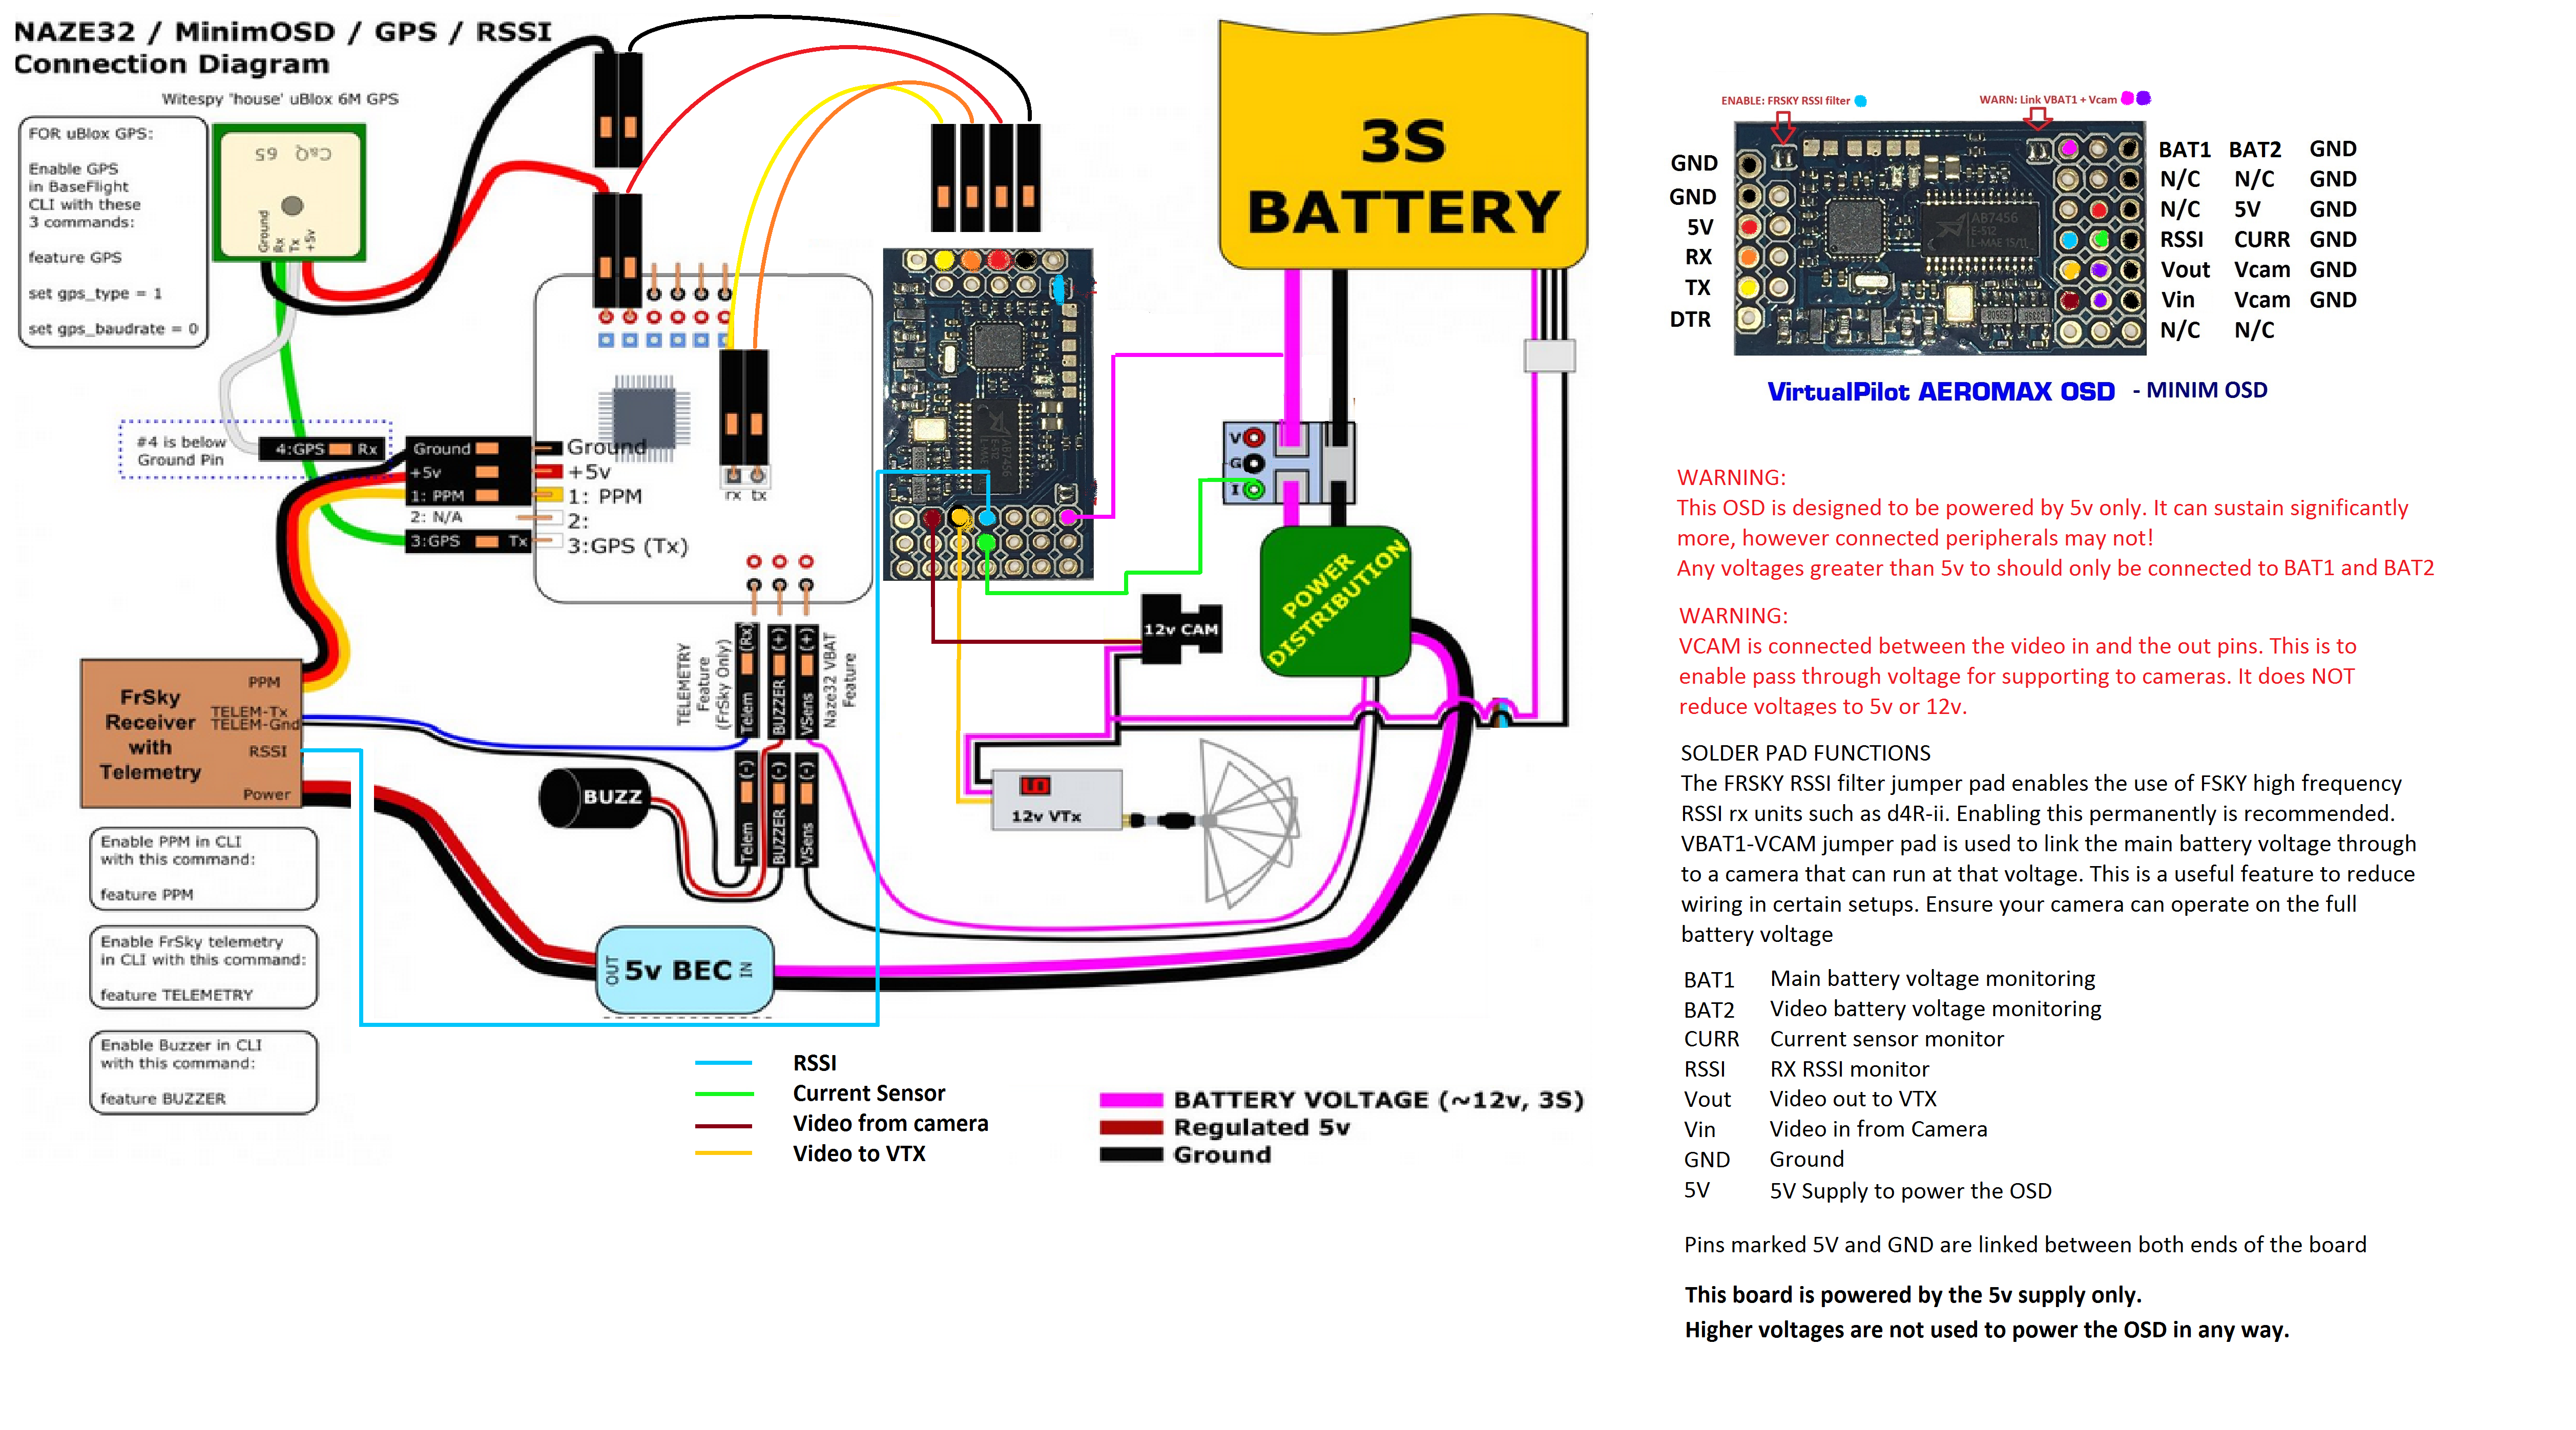 NAZE32 / MinimOSD / GPS / RSSI
Connection Diagram
Witespy 'house' uBlox 6M GPS
FOR uBlox GPS:
Enable GPS
in BaseFlight
CLI with these
3 commands:
feature GPS
set gps_type = 1
set gps_baudrate = 0
C&Q 65
Ground
Rx
Tx
+5v
#4 is below
Ground Pin
4:GPS Rx
Ground
+5v
1: PPM
2: N/A
3:GPS Tx
Ground
+5v
1: PPM
2:
3:GPS (Tx)
rx tx
3S
BATTERY
V
G
I
POWER
DISTRIBUTION
12v CAM
12v VTx
TELEMETRY
Feature
(FrSky Only)
Telem (Rx)
BUZZER (+)
VSens (+)
Naze32 VBAT
Feature
Telem (-)
BUZZER (-)
VSens (-)
BUZZ
FrSky
Receiver
with
Telemetry
PPM
TELEM-Tx
TELEM-Gnd
RSSI
Power
OUT
5v BEC
IN
Enable PPM in CLI
with this command:
feature PPM
Enable FrSky telemetry
in CLI with this command:
feature TELEMETRY
Enable Buzzer in CLI
with this command:
feature BUZZER
RSSI
Current Sensor
Video from camera
Video to VTX
BATTERY VOLTAGE (~12v, 3S)
Regulated 5v
Ground
ENABLE: FRSKY RSSI filter
WARN: Link VBAT1 + Vcam
GND
GND
5V
RX
TX
DTR
AB7456
E-512
BAT1 BAT2 GND
N/C N/C GND
N/C 5V GND
RSSI CURR GND
Vout Vcam GND
Vin Vcam GND
N/C N/C
VirtualPilot AEROMAX OSD - MINIM OSD
WARNING:
This OSD is designed to be powered by 5v only. It can sustain significantly
more, however connected peripherals may not!
Any voltages greater than 5v to should only be connected to BAT1 and BAT2
WARNING:
VCAM is connected between the video in and the out pins. This is to
enable pass through voltage for supporting to cameras. It does NOT
reduce voltages to 5v or 12v.
SOLDER PAD FUNCTIONS
The FRSKY RSSI filter jumper pad enables the use of FSKY high frequency
RSSI rx units such as d4R-ii. Enabling this permanently is recommended.
VBAT1-VCAM jumper pad is used to link the main battery voltage through
to a camera that can run at that voltage. This is a useful feature to reduce
wiring in certain setups. Ensure your camera can operate on the full
battery voltage
BAT1 Main battery voltage monitoring
BAT2 Video battery voltage monitoring
CURR Current sensor monitor
RSSI RX RSSI monitor
Vout Video out to VTX
Vin Video in from Camera
GND Ground
5V 5V Supply to power the OSD
Pins marked 5V and GND are linked between both ends of the board
This board is powered by the 5v supply only.
Higher voltages are not used to power the OSD in any way.